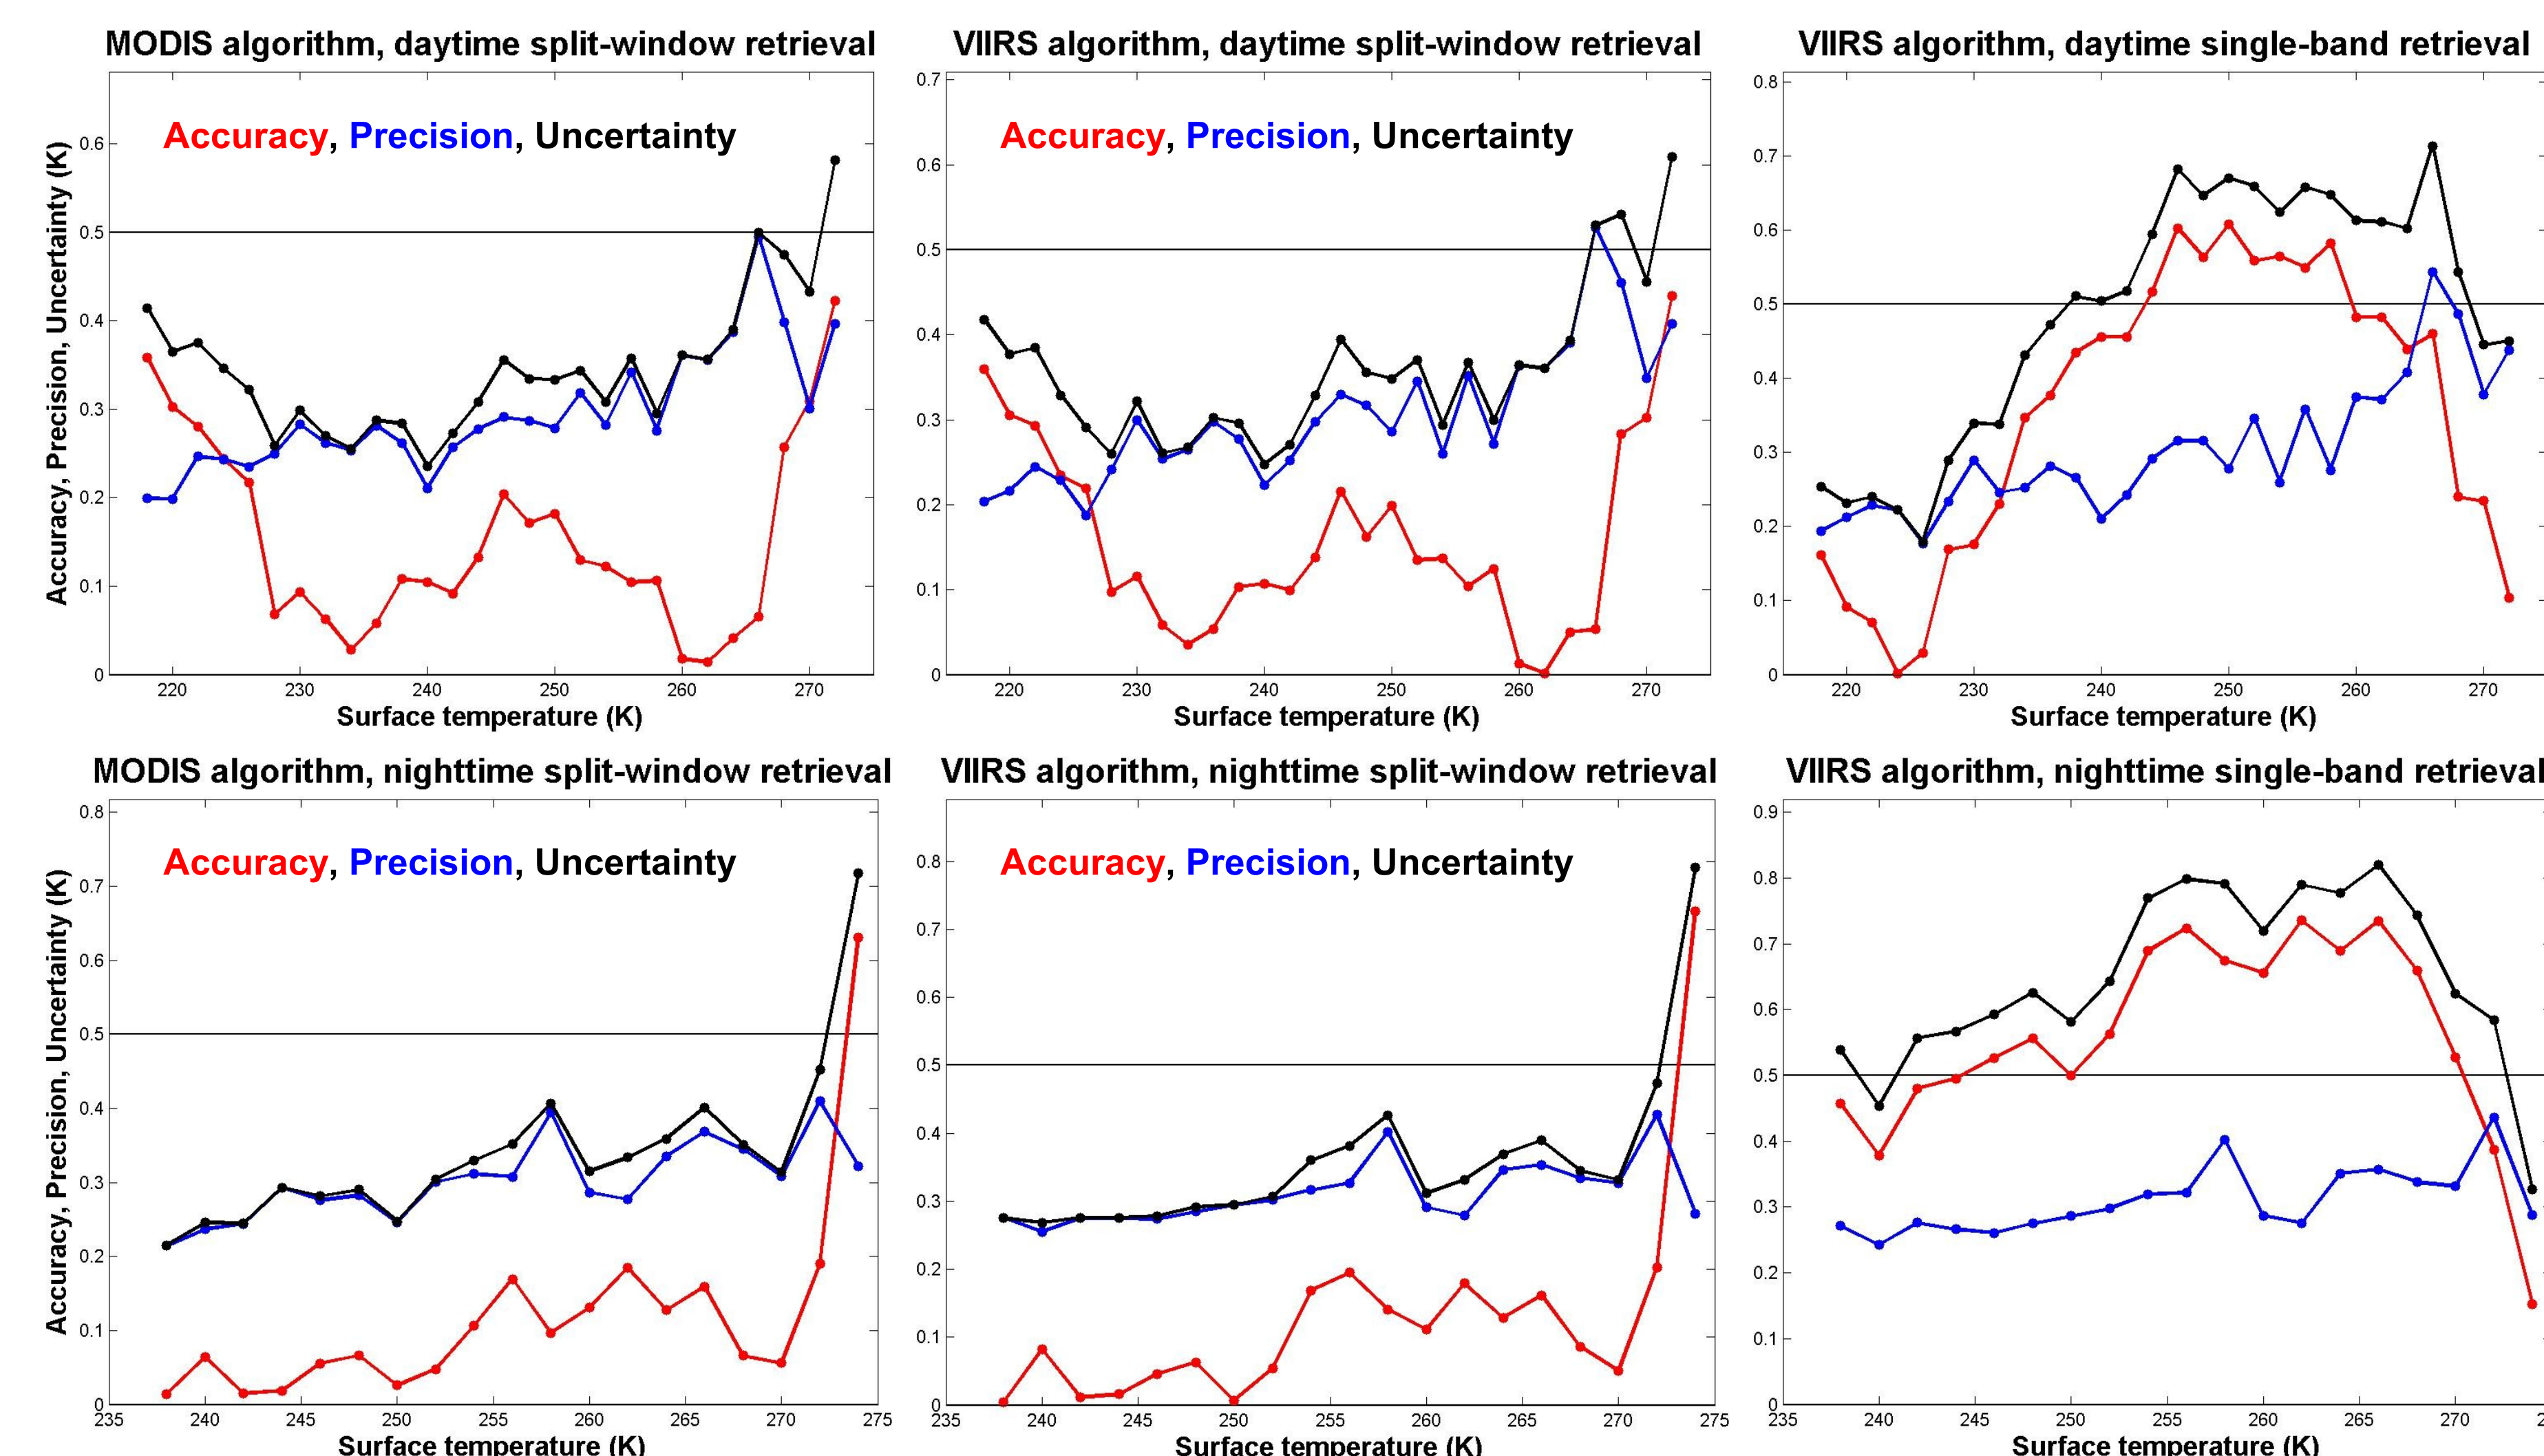 MODIS algorithm, daytime split-window retrieval
Accuracy, Precision, Uncertainty
Accuracy, Precision, Uncertainty (K)
0.6
0.5
0.4
0.3
0.2
0.1
0
220 230 240 250 260 270
Surface temperature (K)
VIIRS algorithm, daytime split-window retrieval
Accuracy, Precision, Uncertainty
0.7
0.6
0.5
0.4
0.3
0.2
0.1
0
220 230 240 250 260 270
Surface temperature (K)
VIIRS algorithm, daytime single-band retrieval
0.8
0.7
0.6
0.5
0.4
0.3
0.2
0.1
0
220 230 240 250 260 270
Surface temperature (K)
MODIS algorithm, nighttime split-window retrieval
Accuracy, Precision, Uncertainty
Accuracy, Precision, Uncertainty (K)
0.8
0.7
0.6
0.5
0.4
0.3
0.2
0.1
0
235 240 245 250 255 260 265 270 275
Surface temperature (K)
VIIRS algorithm, nighttime split-window retrieval
Accuracy, Precision, Uncertainty
0.8
0.7
0.6
0.5
0.4
0.3
0.2
0.1
0
235 240 245 250 255 260 265 270 275
Surface temperature (K)
VIIRS algorithm, nighttime single-band retrieval
0.9
0.8
0.7
0.6
0.5
0.4
0.3
0.2
0.1
0
235 240 245 250 255 260 265 270
Surface temperature (K)